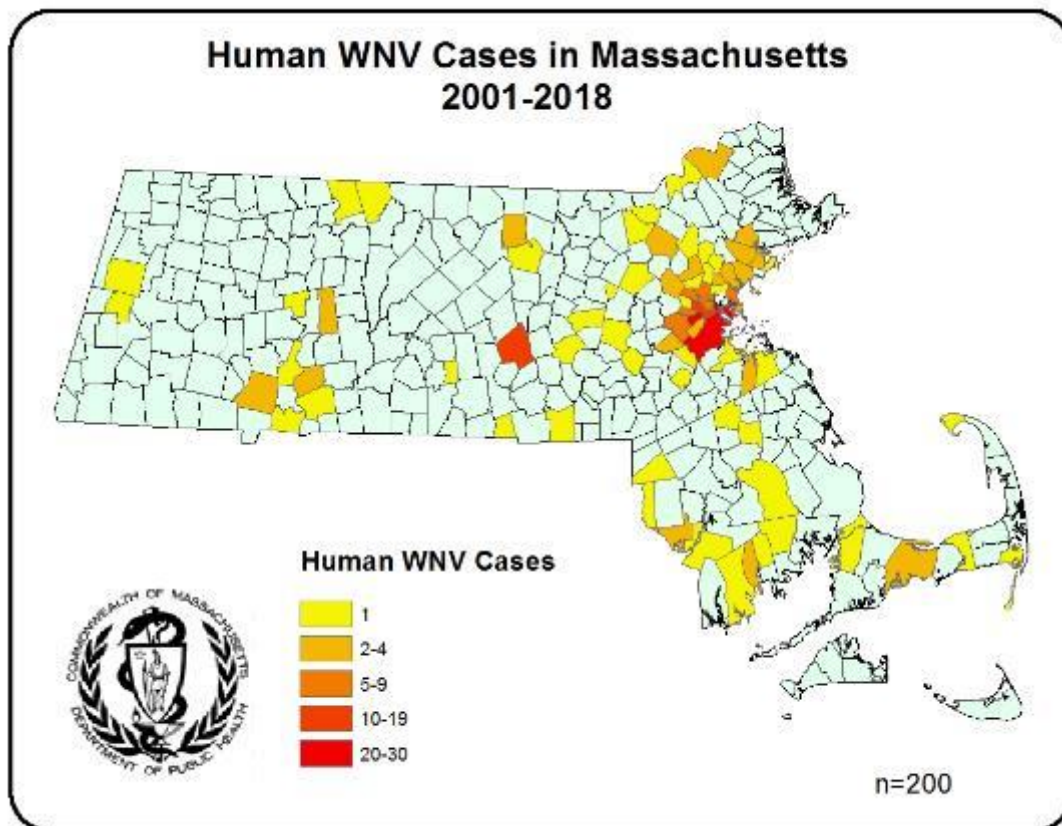 Human WNV Cases in Massachusetts
2001-2018
Human WNV Cases
1
2-4
5-9
10-19
20-30
COMMONWEALTH OF MASSACHUSETTS
DEPARTMENT OF PUBLIC HEALTH
n=200